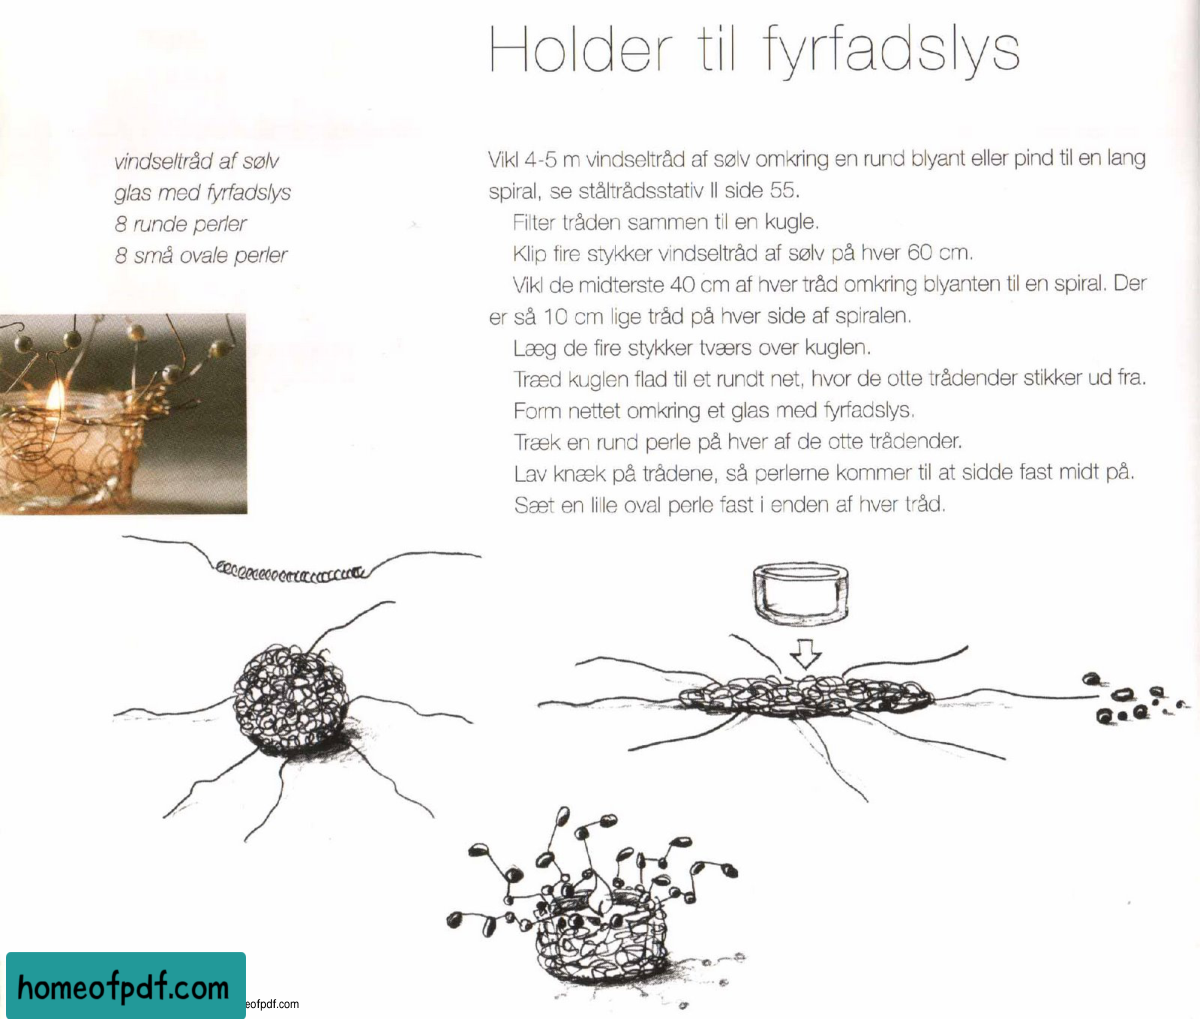 Holder til fyrfadslys
vindseltråd af sølv
glas med fyrfadslys
8 runde perler
8 små ovale perler
Vikl 4-5 m vindseltråd af sølv omkring en rund blyant eller pind til en lang
spiral, se ståltrådsstativ II side 55.
Filter tråden sammen til en kugle.
Klip fire stykker vindseltråd af sølv på hver 60 cm.
Vikl de midterste 40 cm af hver tråd omkring blyanten til en spiral. Der
er så 10 cm lige tråd på hver side af spiralen.
Læg de fire stykker tværs over kuglen.
Træd kuglen flad til et rundt net, hvor de otte trådender stikker ud fra.
Form nettet omkring et glas med fyrfadslys.
Træk en rund perle på hver af de otte trådender.
Lav knæk på trådene, så perlerne kommer til at sidde fast midt på.
Sæt en lille oval perle fast i enden af hver tråd.
homeofpdf.com
eofpdf.com